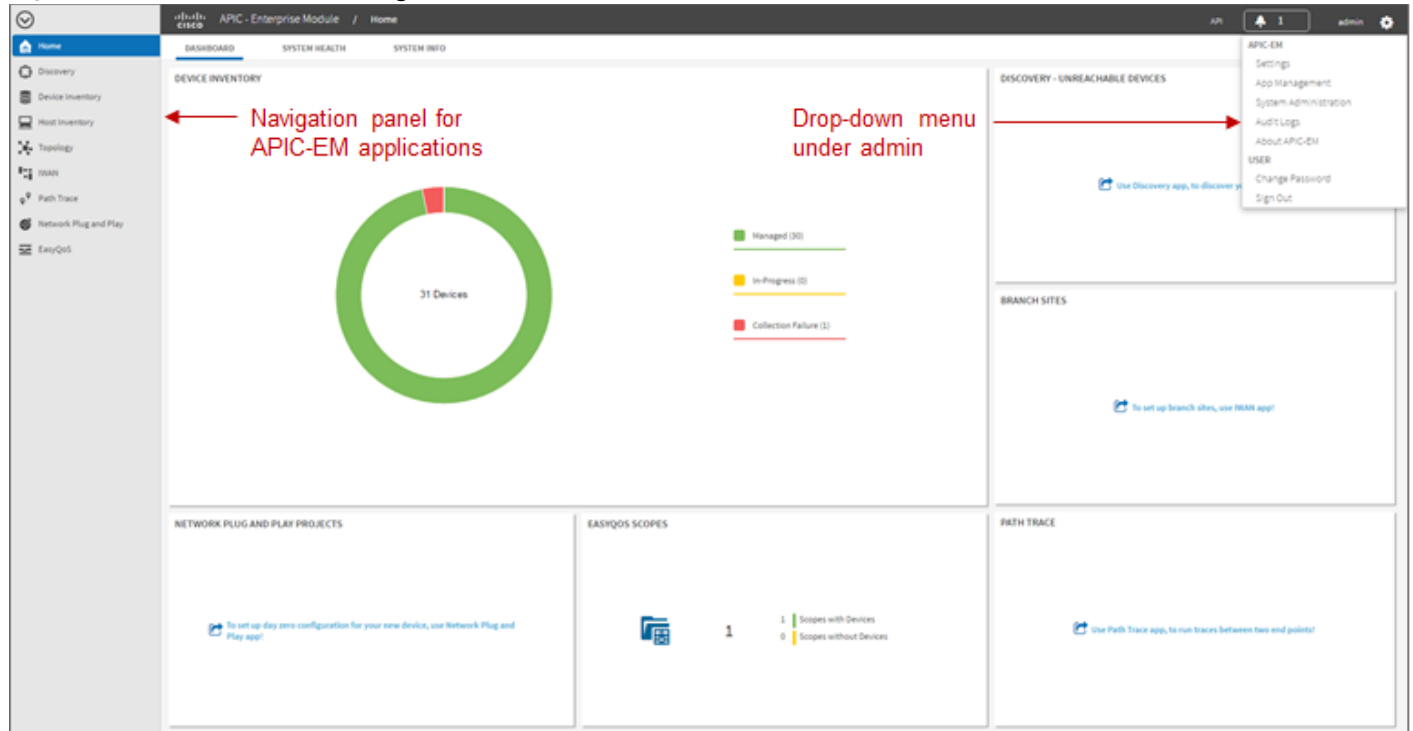 cisco APIC - Enterprise Module / Home
API
1
admin
Home
Discovery
Device Inventory
Host Inventory
Topology
IWAN
Path Trace
Network Plug and Play
EasyQoS
DASHBOARD
SYSTEM HEALTH
SYSTEM INFO
APIC-EM
Settings
App Management
System Administration
Audit Logs
About APIC-EM
USER
Change Password
Sign Out
DEVICE INVENTORY
Navigation panel for
APIC-EM applications
Drop-down menu
under admin
31 Devices
Managed (30)
In-Progress (0)
Collection Failure (1)
DISCOVERY - UNREACHABLE DEVICES
Use Discovery app, to discover
BRANCH SITES
To set up branch sites, use IWAN app!
NETWORK PLUG AND PLAY PROJECTS
To set up day zero configuration for your new device, use Network Plug and
Play app!
EASYQOS SCOPES
1
1 Scopes with Devices
0 Scopes without Devices
PATH TRACE
Use Path Trace app, to run traces between two end points!